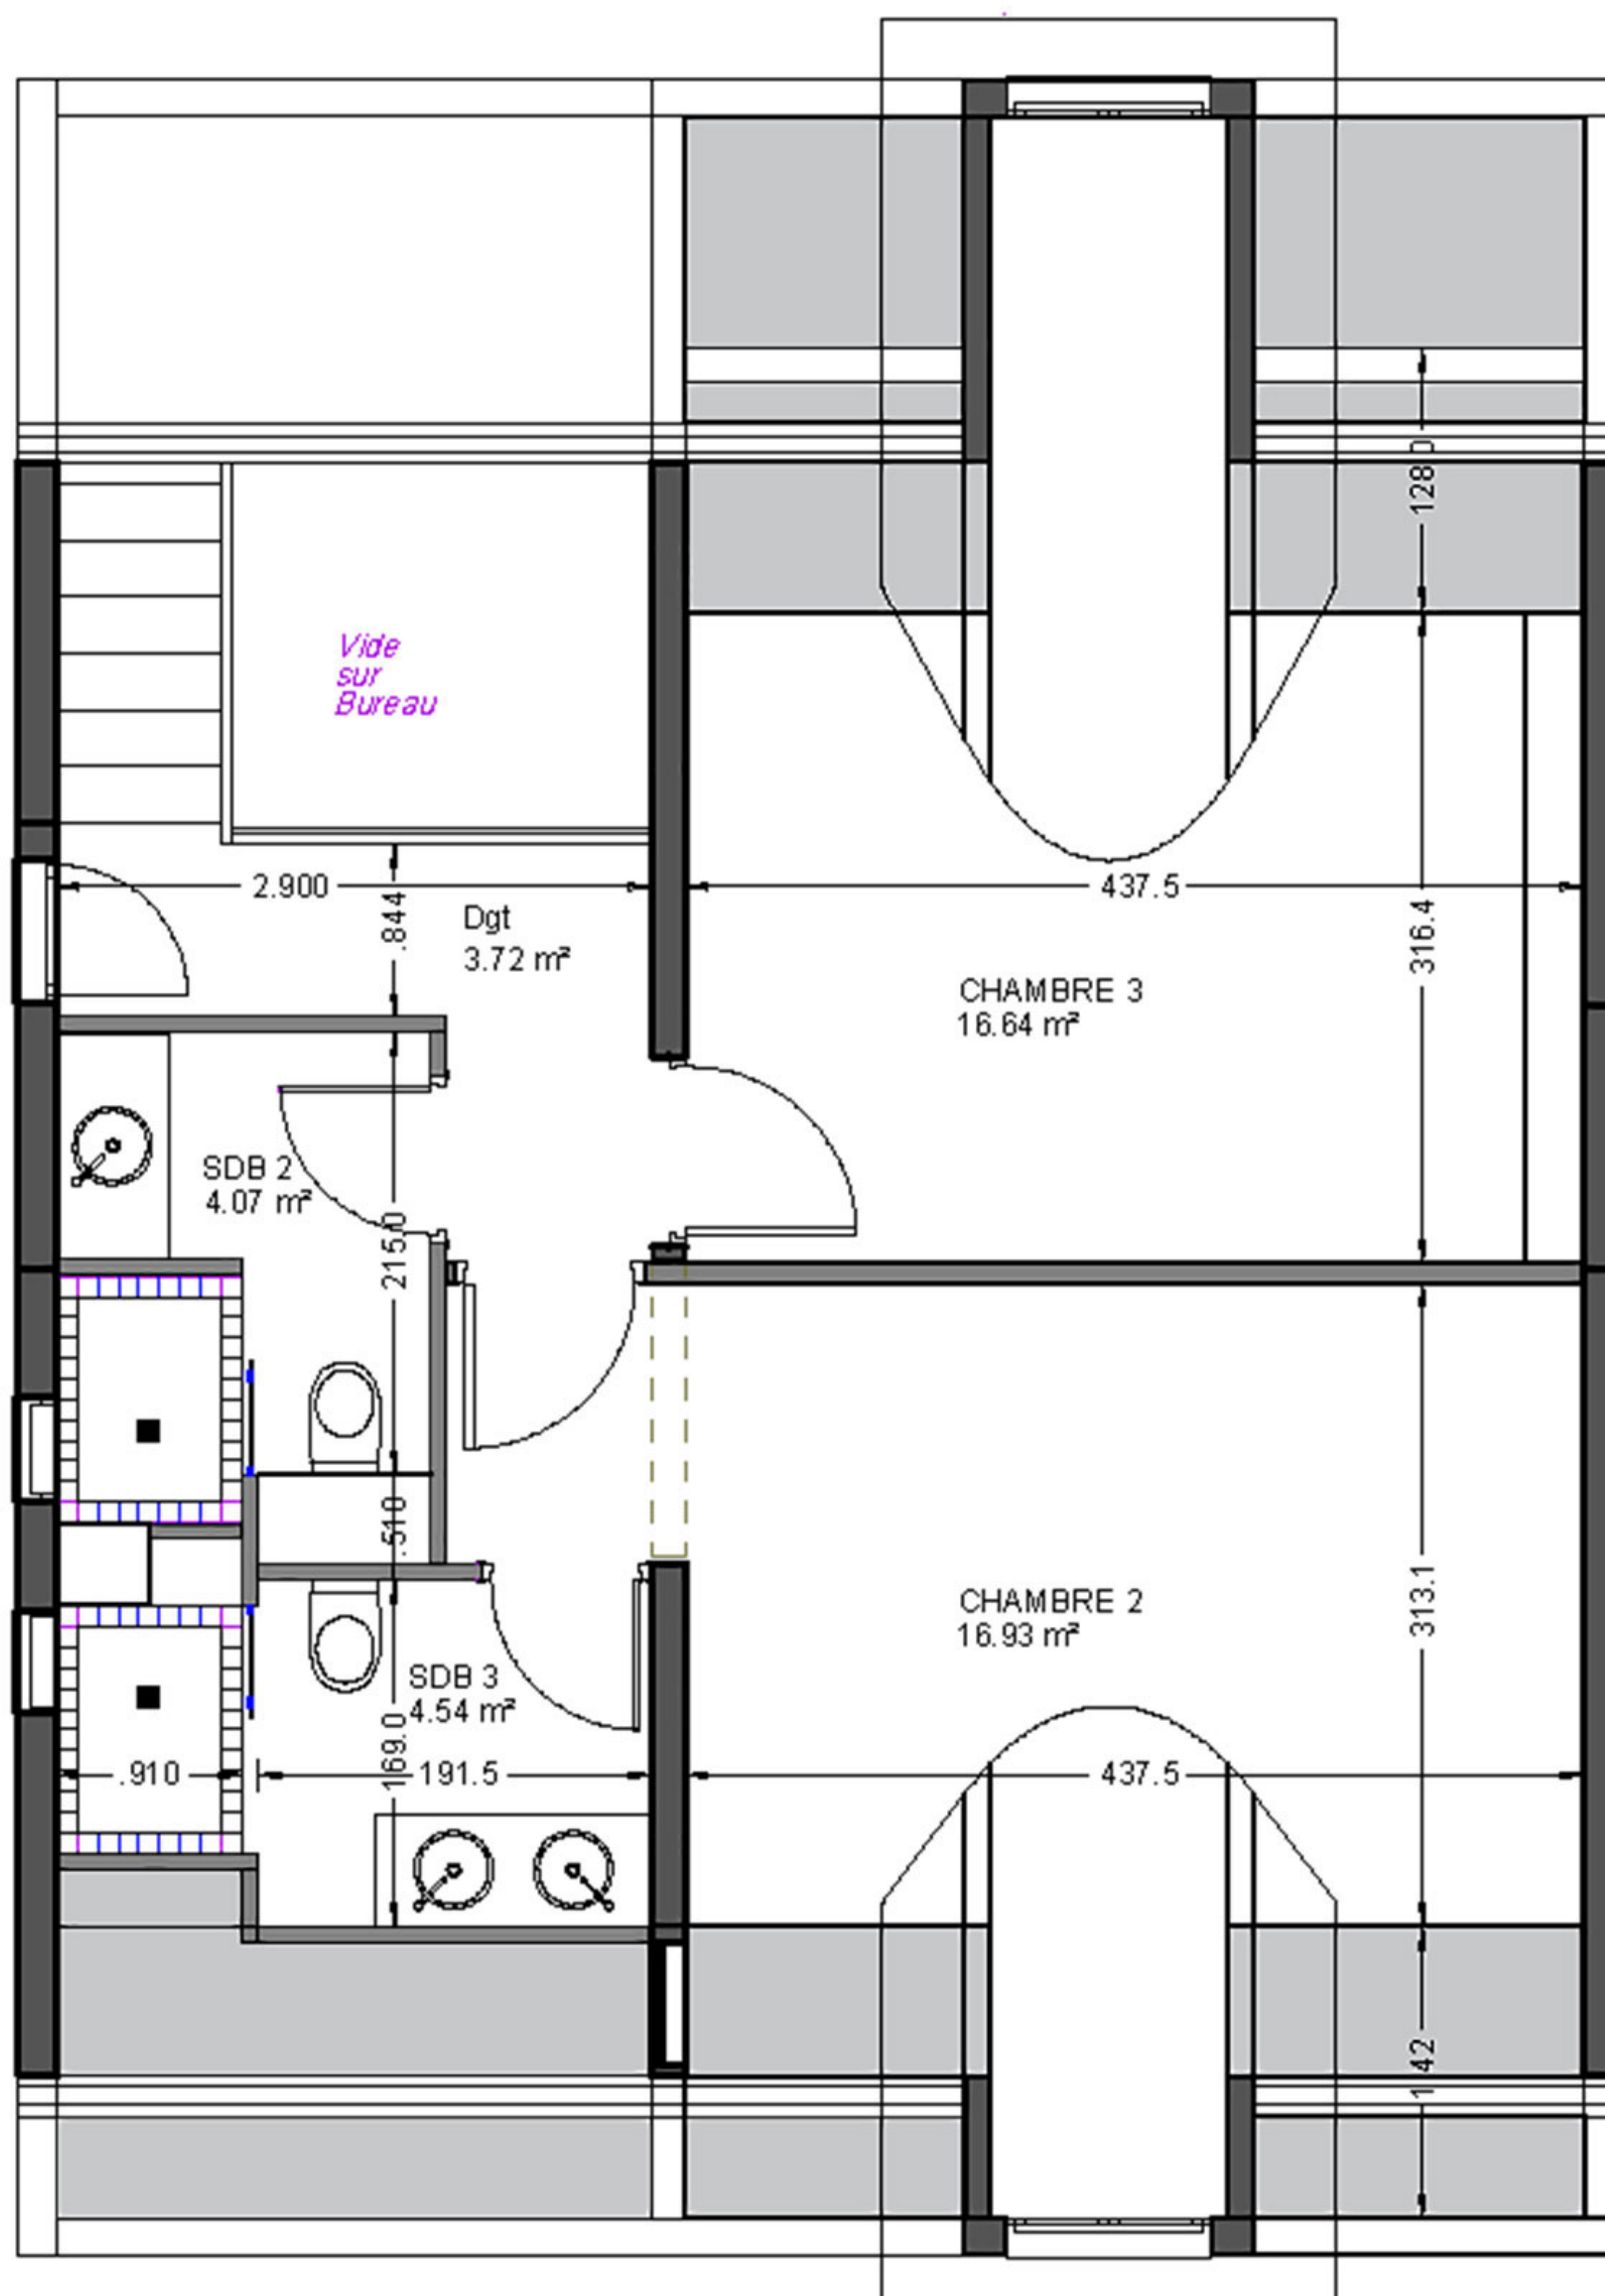 128.0
Vide
sur
Bureau
2.900
437.5
.844
Dgt
3.72 m²
316.4
CHAMBRE 3
16.64 m²
SDB 2
4.07 m²
215.0
.510
CHAMBRE 2
16.93 m²
313.1
SDB 3
4.54 m²
169.0
.910
191.5
437.5
142